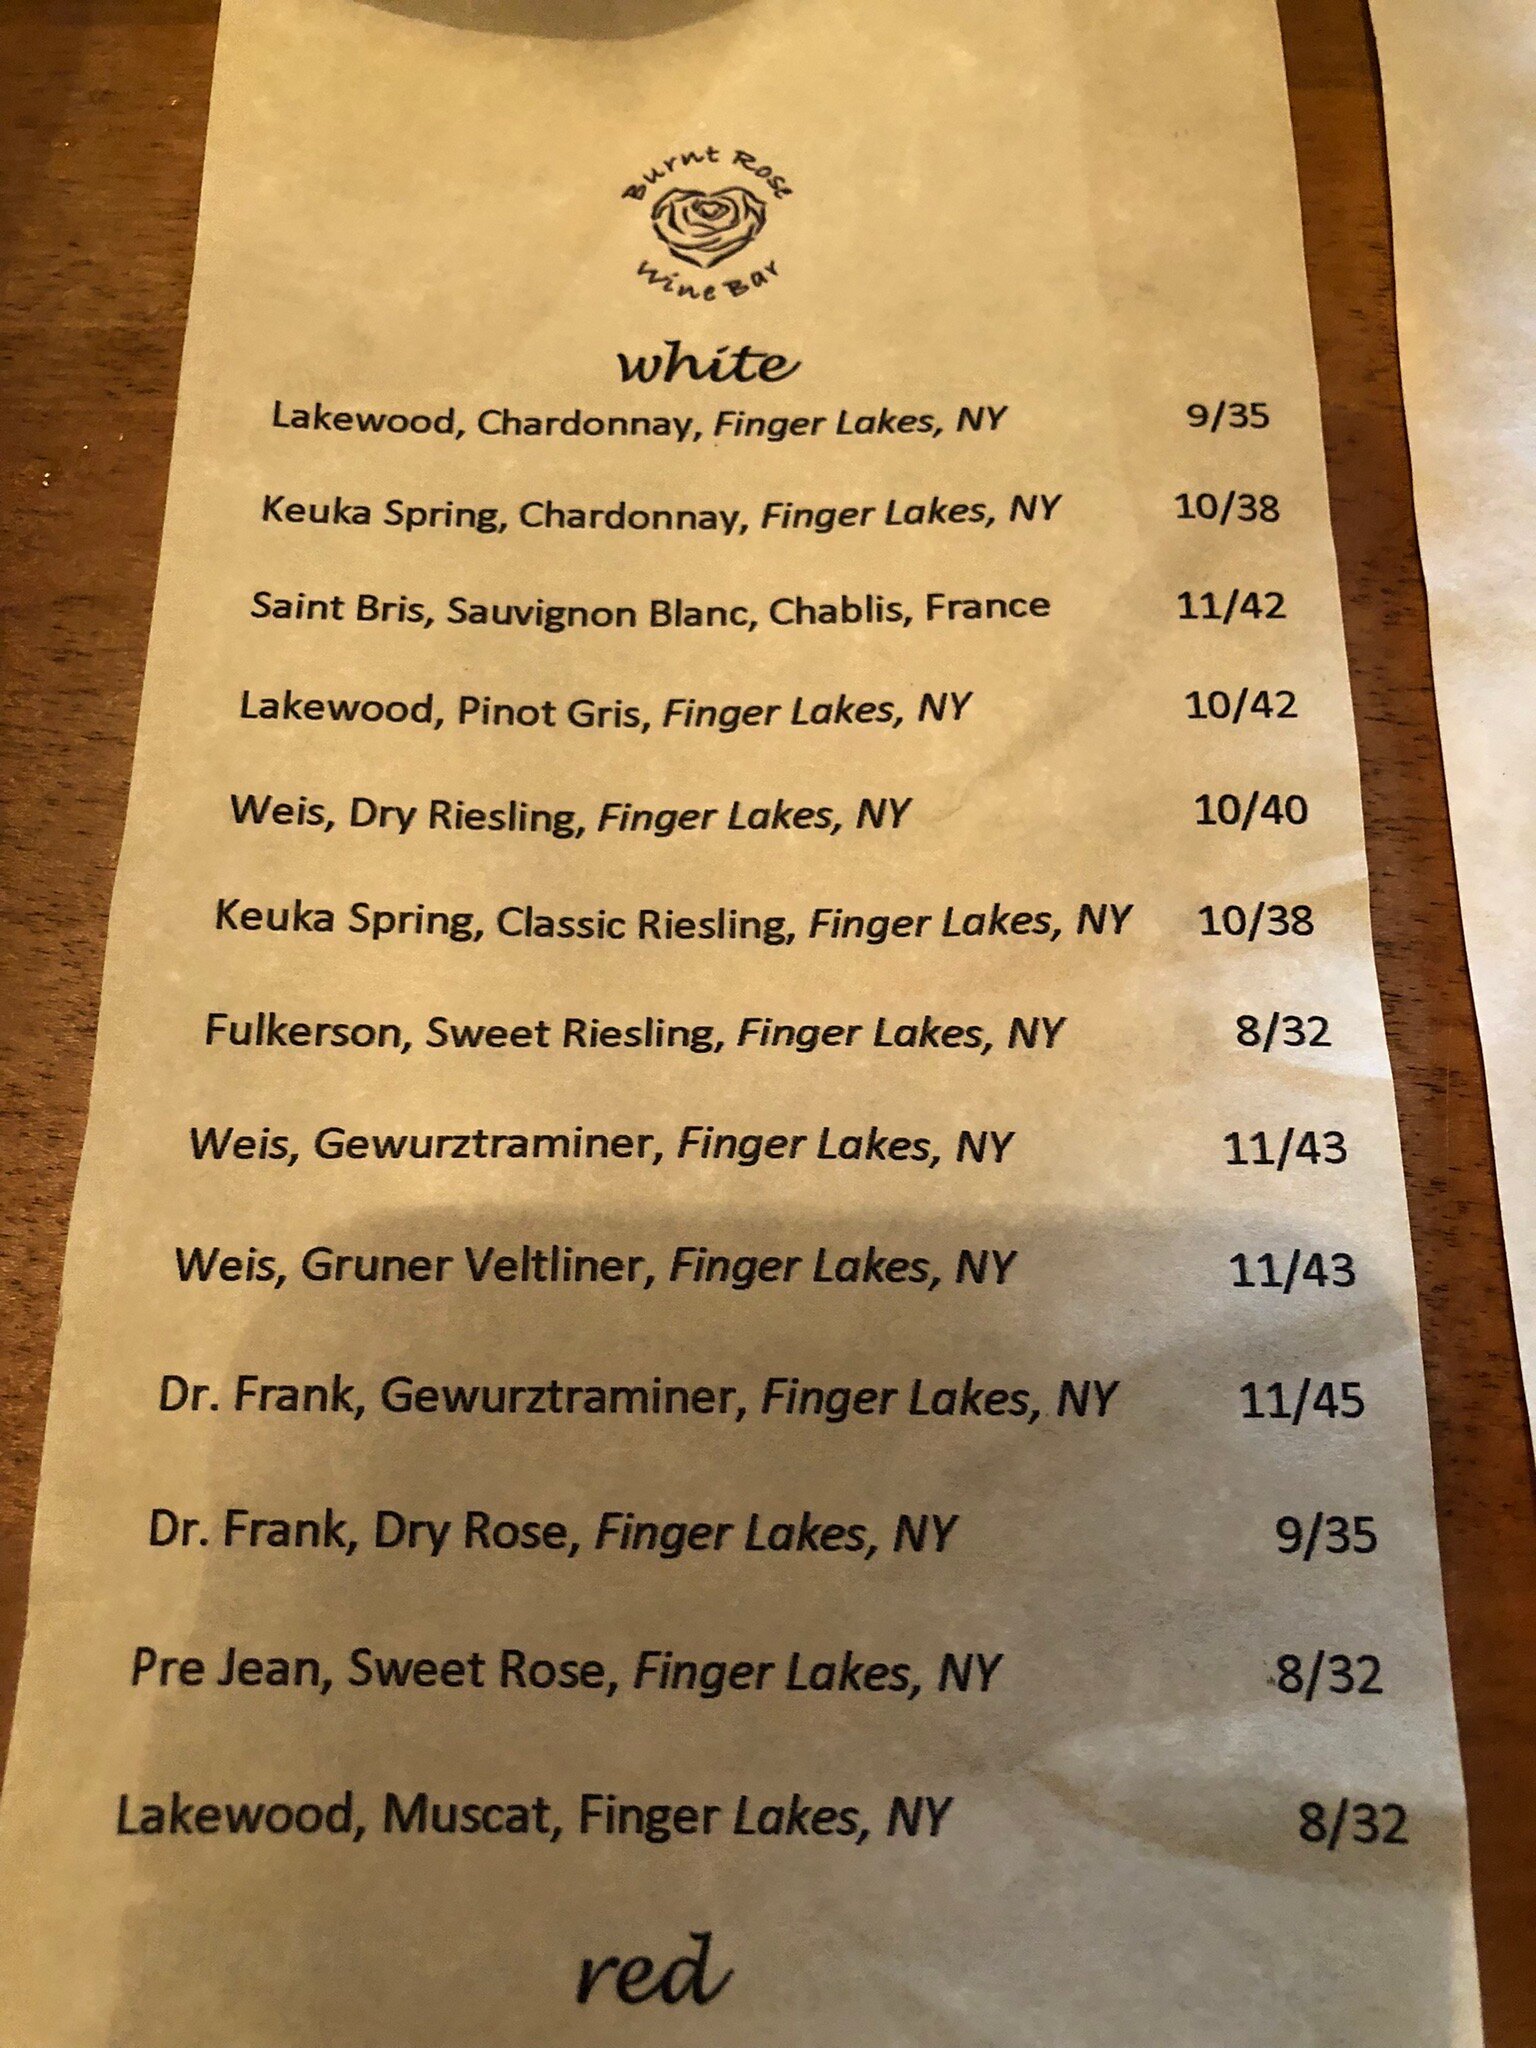 Burnt Rose
Wine Bar
white
Lakewood, Chardonnay, Finger Lakes, NY 9/35
Keuka Spring, Chardonnay, Finger Lakes, NY 10/38
Saint Bris, Sauvignon Blanc, Chablis, France 11/42
Lakewood, Pinot Gris, Finger Lakes, NY 10/42
Weis, Dry Riesling, Finger Lakes, NY 10/40
Keuka Spring, Classic Riesling, Finger Lakes, NY 10/38
Fulkerson, Sweet Riesling, Finger Lakes, NY 8/32
Weis, Gewurztraminer, Finger Lakes, NY 11/43
Weis, Gruner Veltliner, Finger Lakes, NY 11/43
Dr. Frank, Gewurztraminer, Finger Lakes, NY 11/45
Dr. Frank, Dry Rose, Finger Lakes, NY 9/35
Pre Jean, Sweet Rose, Finger Lakes, NY 8/32
Lakewood, Muscat, Finger Lakes, NY 8/32
red